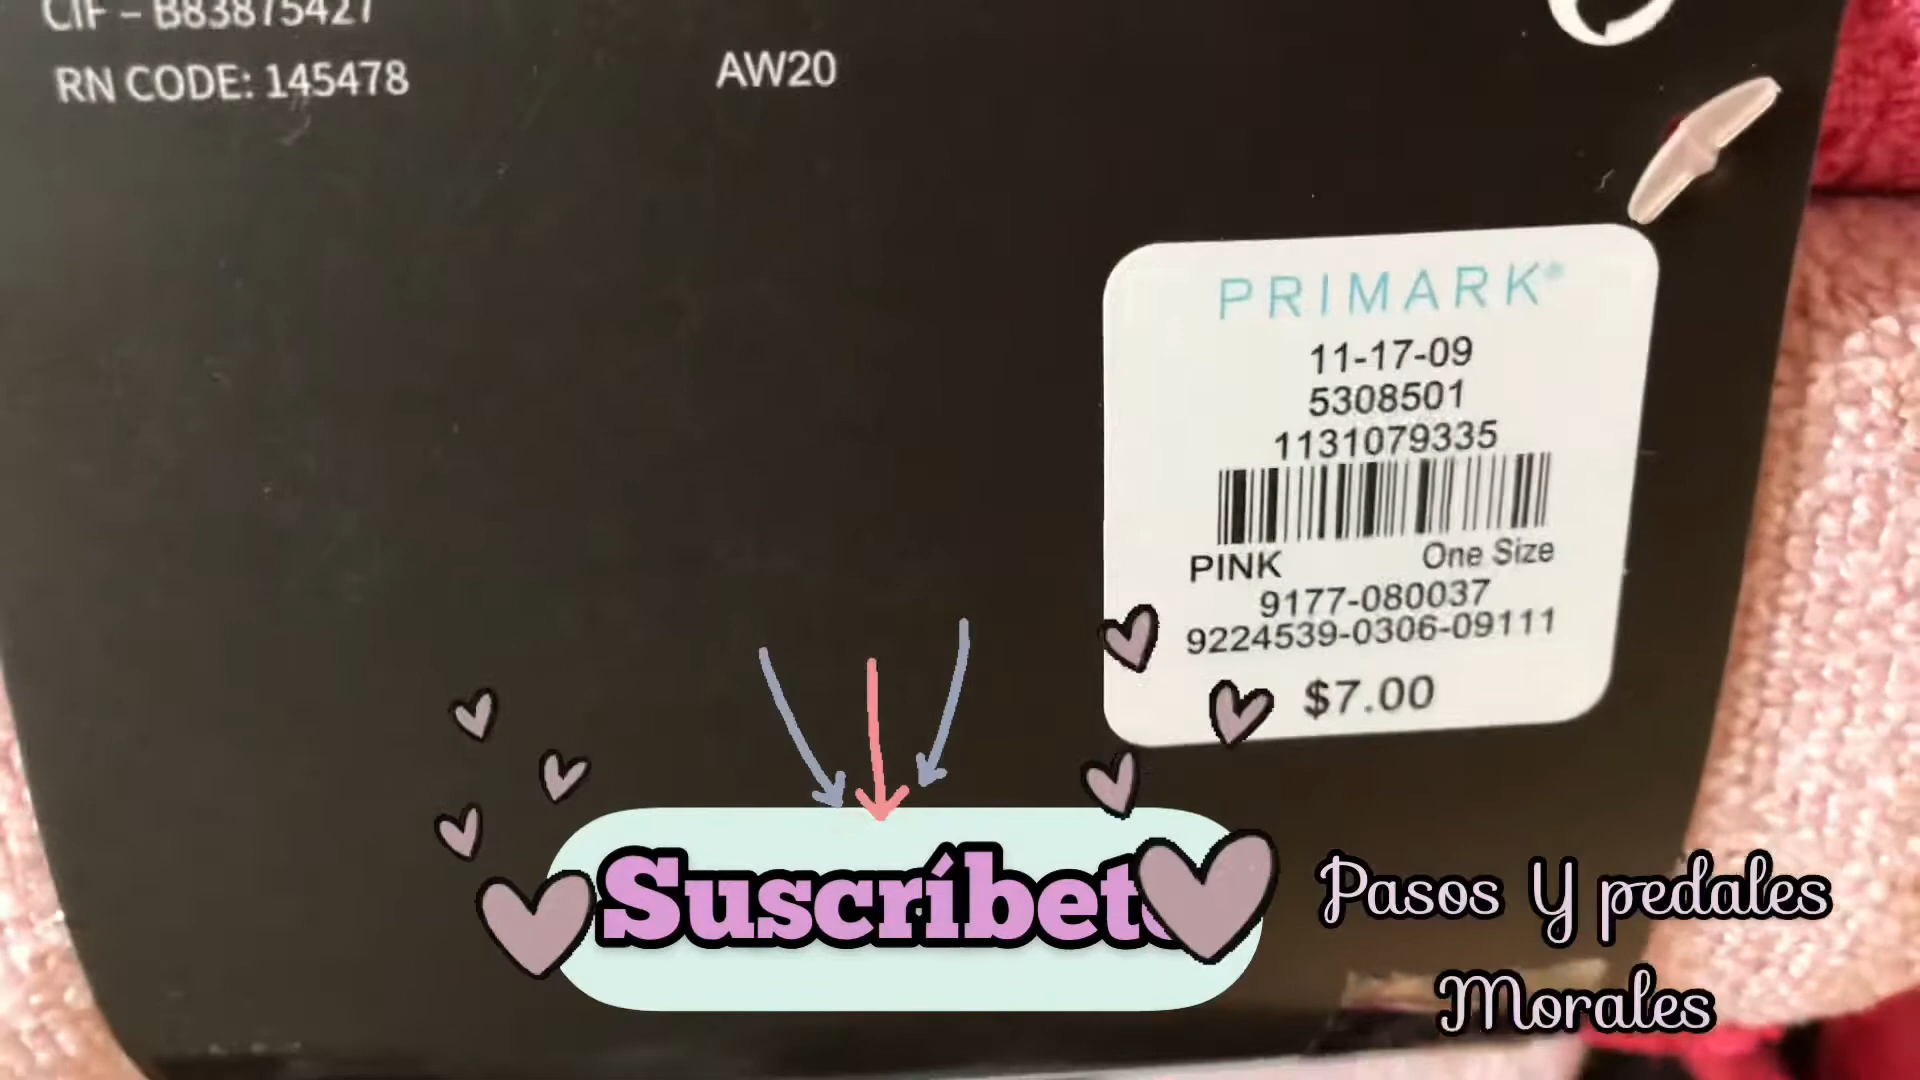 CIF – B83875427
RN CODE: 145478
AW20
PRIMARK®
11-17-09
5308501
1131079335
PINK One Size
9177-080037
9224539-0306-09111
$7.00
Suscríbete
Pasos Y pedales
Morales